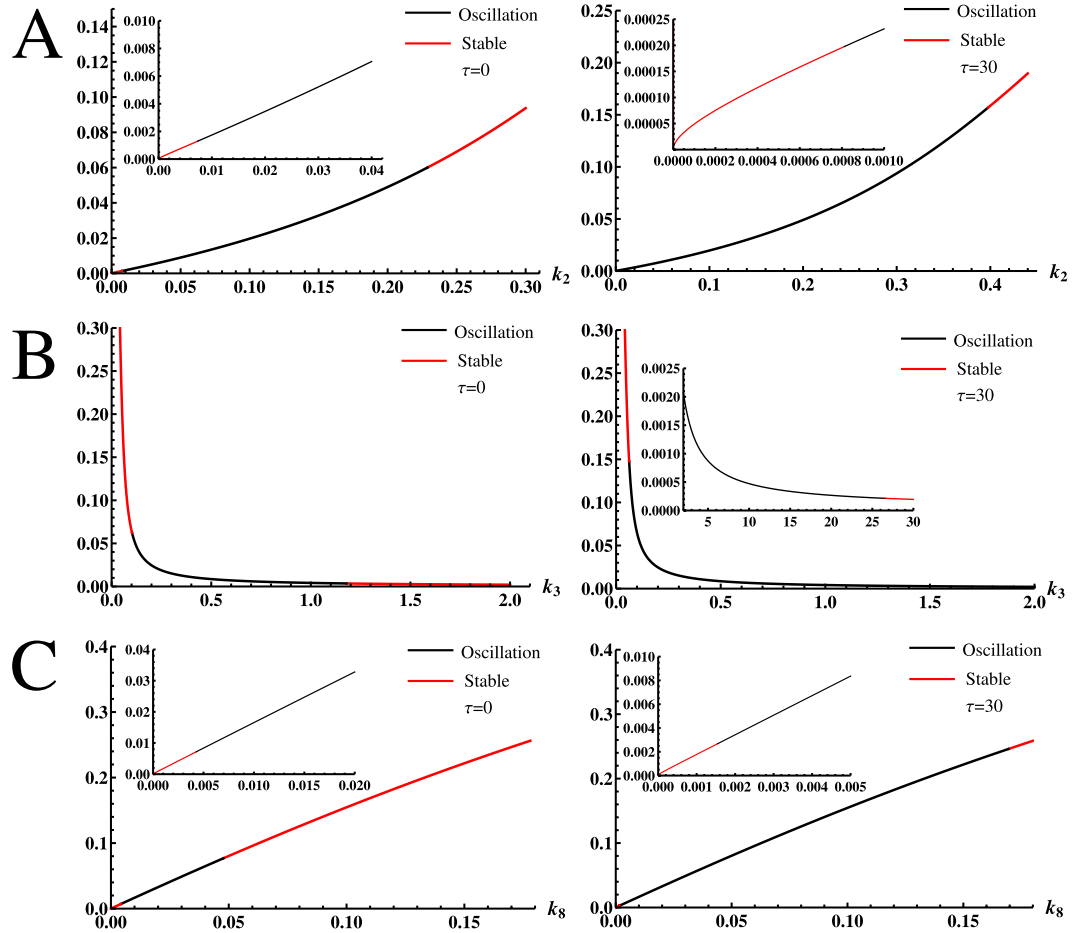 A
0.14
0.12
0.10
0.08
0.06
0.04
0.02
0.00
0.00 0.05 0.10 0.15 0.20 0.25 0.30 k2
0.010
0.008
0.006
0.004
0.002
0.000
0.00 0.01 0.02 0.03 0.04
Oscillation
Stable
τ=0
0.25
0.20
0.15
0.10
0.05
0.00
0.0 0.1 0.2 0.3 0.4 k2
0.00025
0.00020
0.00015
0.00010
0.00005
0.0000 0.0002 0.0004 0.0006 0.0008 0.0010
Oscillation
Stable
τ=30
B
0.30
0.25
0.20
0.15
0.10
0.05
0.00
0.0 0.5 1.0 1.5 2.0 k3
Oscillation
Stable
τ=0
0.30
0.25
0.20
0.15
0.10
0.05
0.00
0.0 0.5 1.0 1.5 2.0 k3
0.0025
0.0020
0.0015
0.0010
0.0005
0.0000
5 10 15 20 25 30
Oscillation
Stable
τ=30
C
0.4
0.3
0.2
0.1
0.0
0.00 0.05 0.10 0.15 k8
0.04
0.03
0.02
0.01
0.00
0.000 0.005 0.010 0.015 0.020
Oscillation
Stable
τ=0
0.4
0.3
0.2
0.1
0.0
0.00 0.05 0.10 0.15 k8
0.010
0.008
0.006
0.004
0.002
0.000
0.000 0.001 0.002 0.003 0.004 0.005
Oscillation
Stable
τ=30